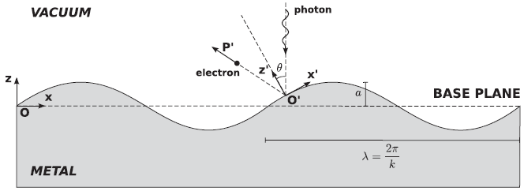 VACUUM
photon
P'
z' θ
electron
x'
z
O'
x
a
BASE PLANE
O
λ = 2π/k
METAL